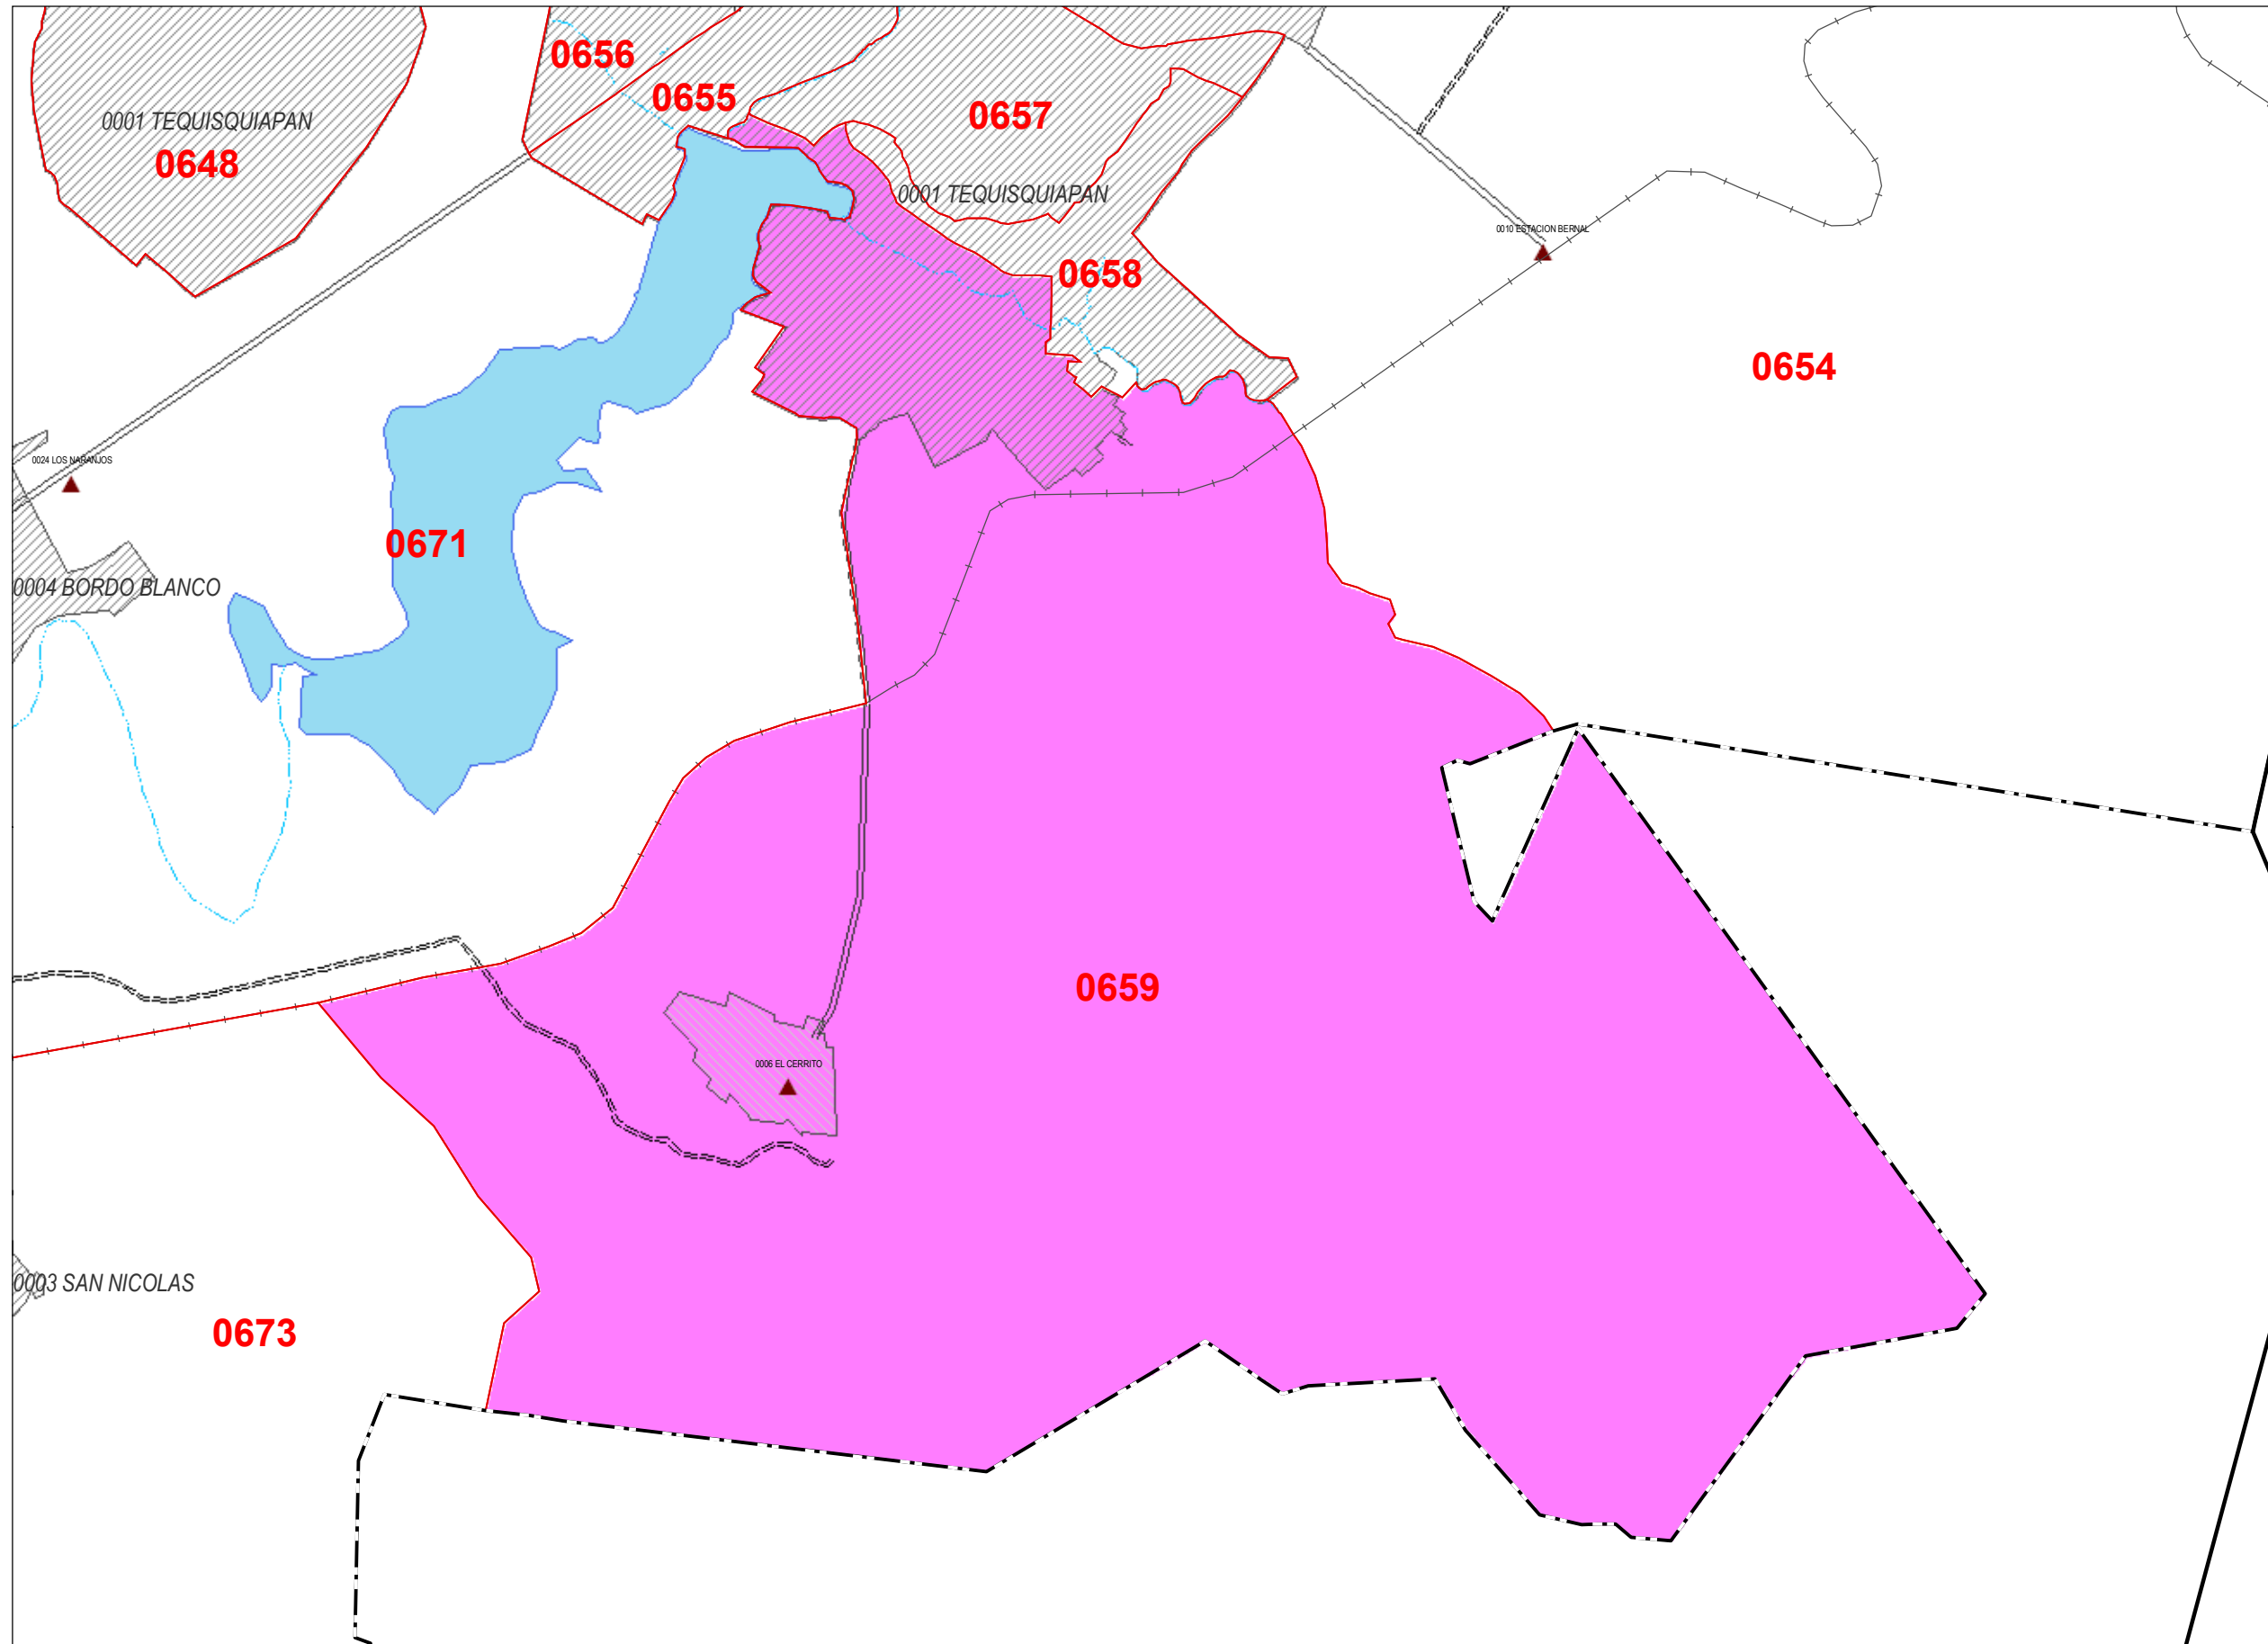 0656
0655
0657
0001 TEQUISQUIAPAN
0648
0001 TEQUISQUIAPAN
0010 ESTACION BERNAL
0658
0654
0024 LOS NARANJOS
0671
0004 BORDO BLANCO
0659
0006 EL CERRITO
0003 SAN NICOLAS
0673